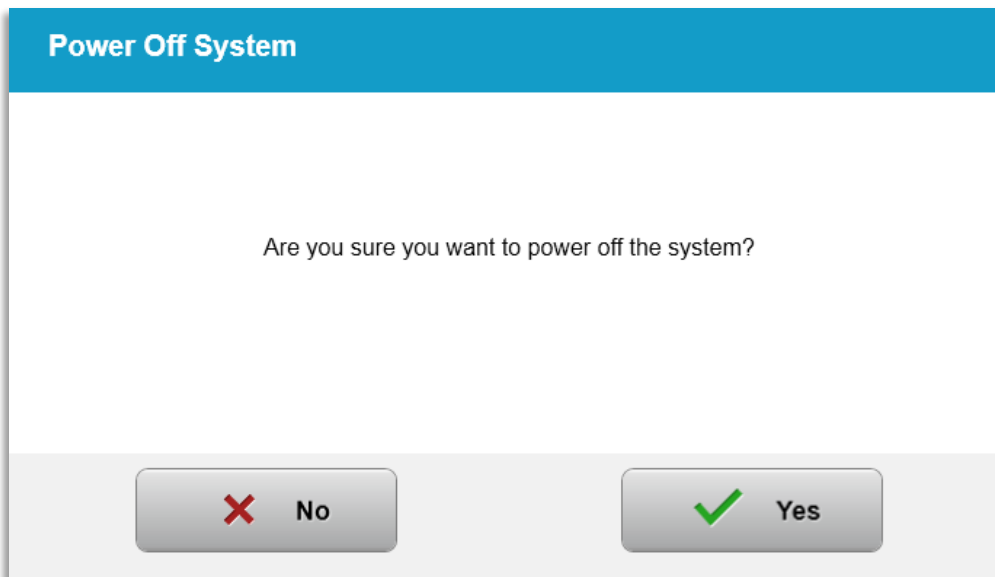 Power Off System
Are you sure you want to power off the system?
No
Yes